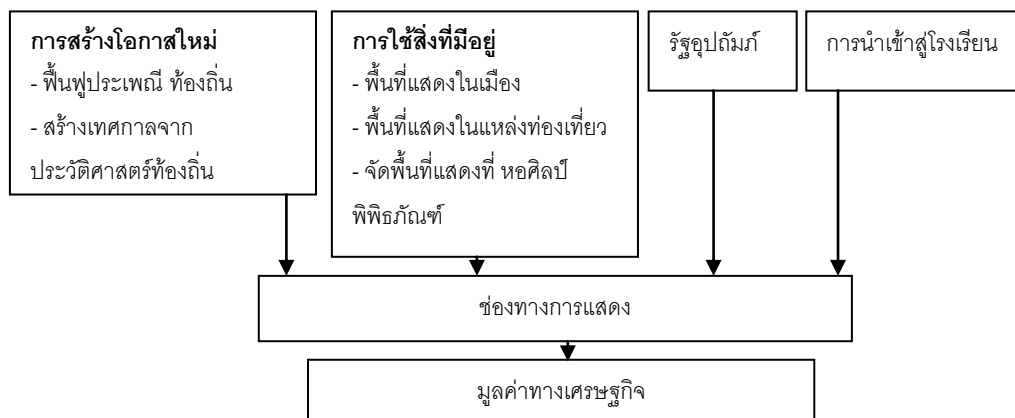 การสร้างโอกาสใหม่
- ฟื้นฟูประเพณี ท้องถิ่น
- สร้างเทศกาลจาก
ประวัติศาสตร์ท้องถิ่น
การใช้สิ่งที่มีอยู่
- พื้นที่แสดงในเมือง
- พื้นที่แสดงในแหล่งท่องเที่ยว
- จัดพื้นที่แสดงที่ หอศิลป์
พิพิธภัณฑ์
รัฐอุปถัมภ์
การนำเข้าสู่โรงเรียน
ช่องทางการแสดง
มูลค่าทางเศรษฐกิจ